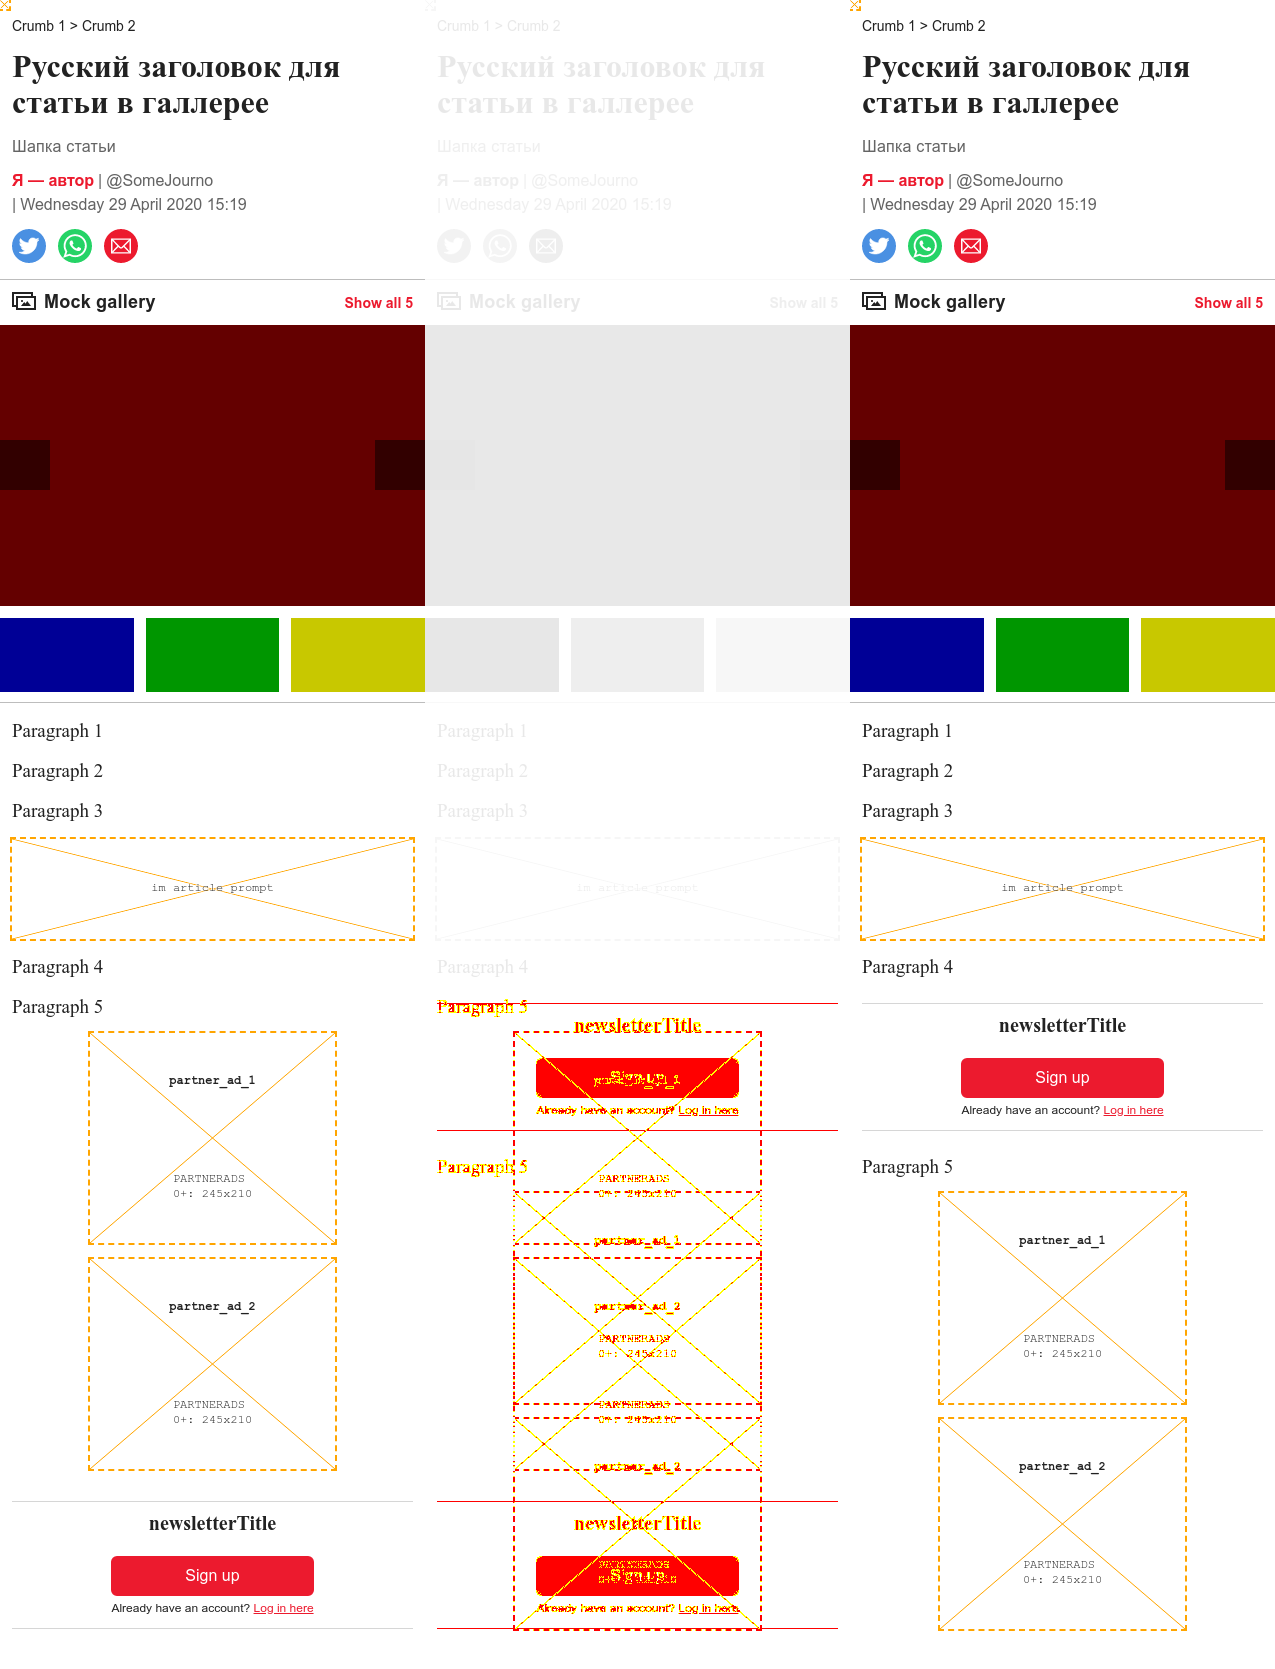 Crumb 1 > Crumb 2
Русский заголовок для
статьи в галлерее
Шапка статьи
Я — автор | @SomeJourno
| Wednesday 29 April 2020 15:19
Mock gallery
Show all 5
Paragraph 1
Paragraph 2
Paragraph 3
im article prompt
Paragraph 4
Paragraph 5
partner_ad_1
PARTNERADS
0+: 245x210
partner_ad_2
PARTNERADS
0+: 245x210
newsletterTitle
Sign up
Already have an account? Log in here
Crumb 1 > Crumb 2
Русский заголовок для
статьи в галлерее
Шапка статьи
Я — автор | @SomeJourno
| Wednesday 29 April 2020 15:19
Mock gallery
Show all 5
Paragraph 1
Paragraph 2
Paragraph 3
im article prompt
Paragraph 4
Paragraph 5
newsletterTitle
Sign up
Already have an account? Log in here
Paragraph 5
PARTNERADS
0+: 245x210
partner_ad_1
partner_ad_2
PARTNERADS
0+: 245x210
PARTNERADS
0+: 245x210
partner_ad_2
newsletterTitle
Sign up
Already have an account? Log in here
Crumb 1 > Crumb 2
Русский заголовок для
статьи в галлерее
Шапка статьи
Я — автор | @SomeJourno
| Wednesday 29 April 2020 15:19
Mock gallery
Show all 5
Paragraph 1
Paragraph 2
Paragraph 3
im article prompt
Paragraph 4
newsletterTitle
Sign up
Already have an account? Log in here
Paragraph 5
partner_ad_1
PARTNERADS
0+: 245x210
partner_ad_2
PARTNERADS
0+: 245x210